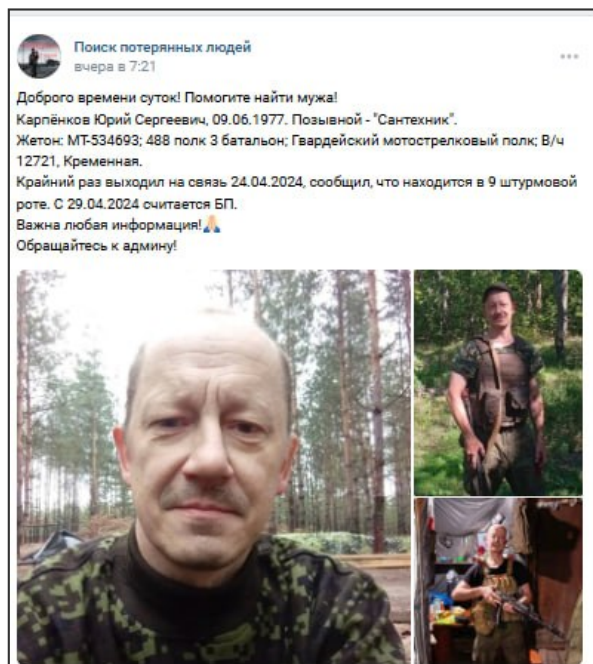 Поиск потерянных людей
вчера в 7:21
Доброго времени суток! Помогите найти мужа!
Карпёнков Юрий Сергеевич, 09.06.1977. Позывной - "Сантехник".
Жетон: МТ-534693; 488 полк 3 батальон; Гвардейский мотострелковый полк; В/ч
12721, Кременная.
Крайний раз выходил на связь 24.04.2024, сообщил, что находится в 9 штурмовой
роте. С 29.04.2024 считается БП.
Важна любая информация!🙏
Обращайтесь к админу!